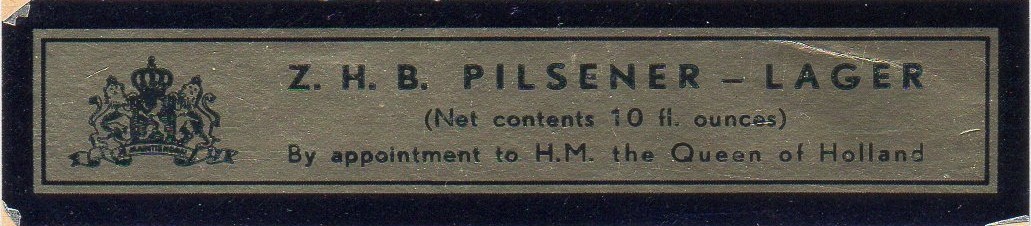 Z. H. B. PILSENER – LAGER
(Net contents 10 fl. ounces)
By appointment to H.M. the Queen of Holland